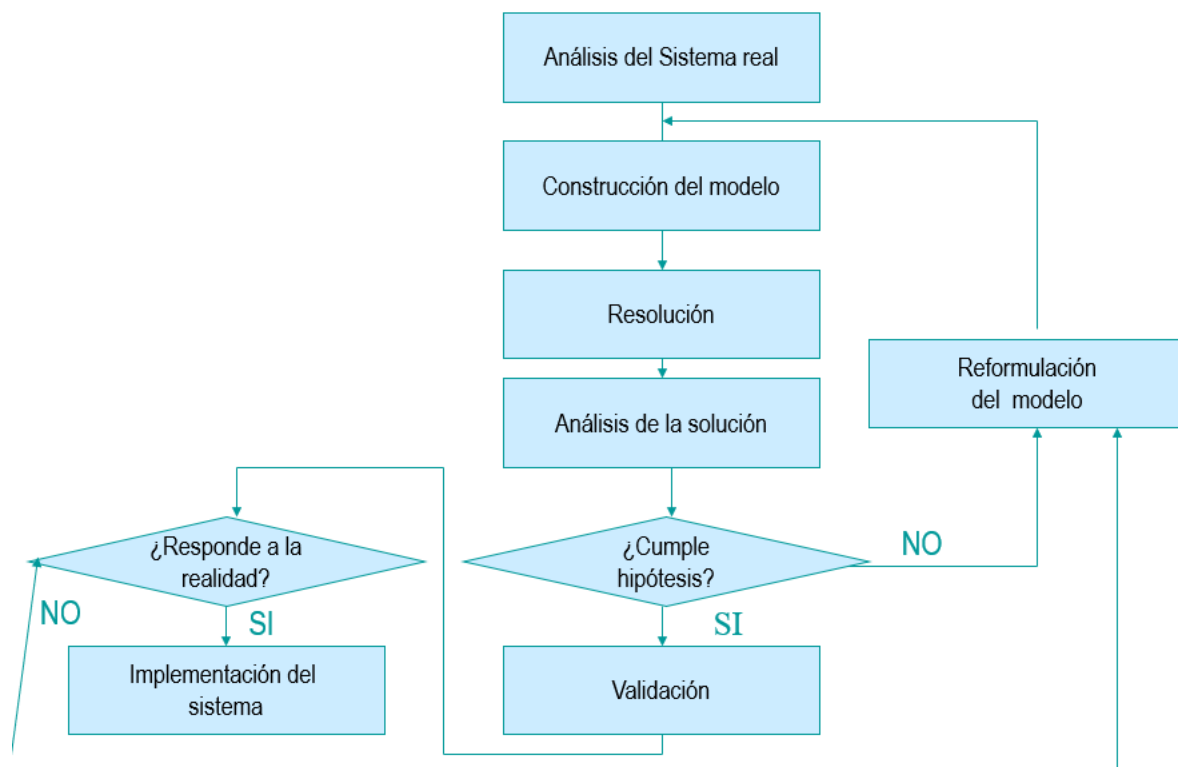 Análisis del Sistema real
Construcción del modelo
Resolución
Reformulación
del modelo
Análisis de la solución
¿Responde a la
realidad?
¿Cumple
hipótesis?
NO
NO
SI
SI
Implementación del
sistema
Validación